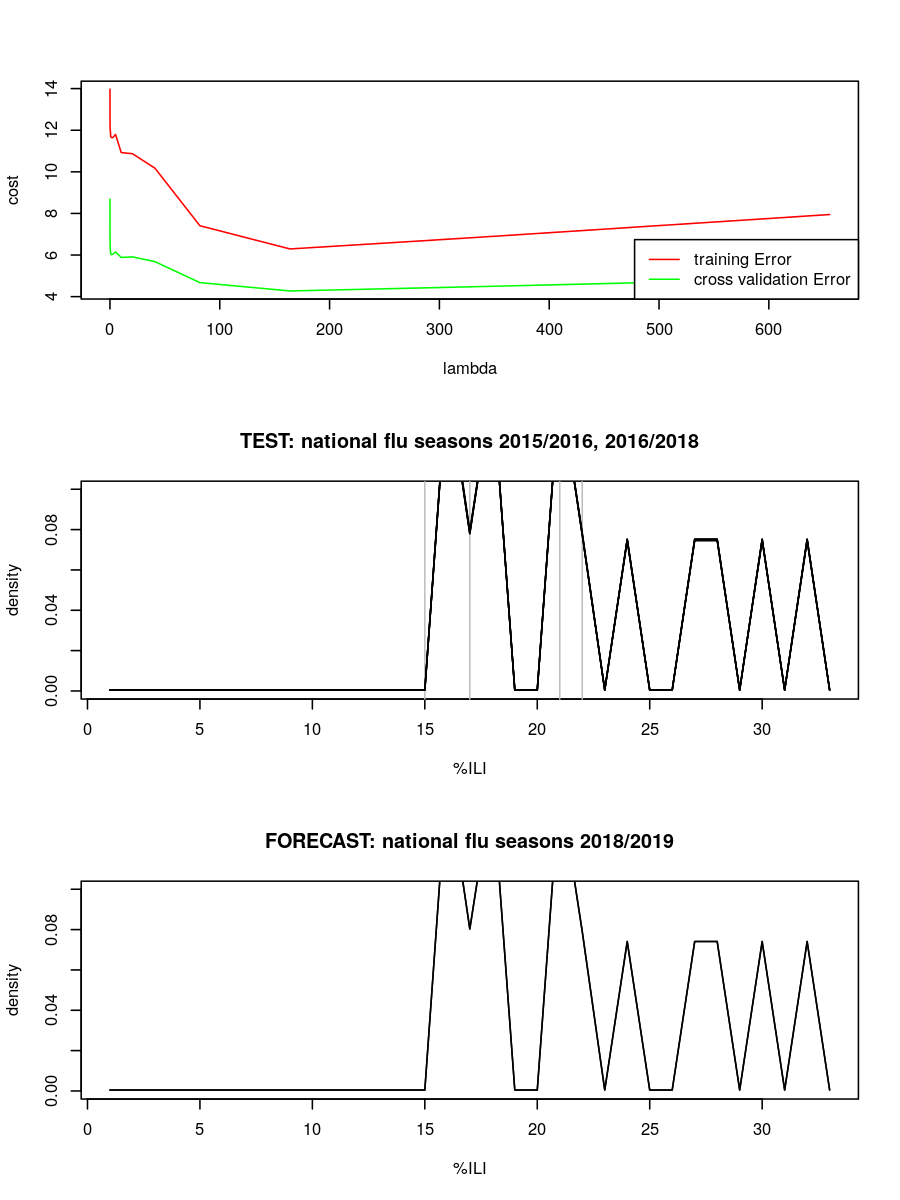 14
12
10
8
6
4
cost
training Error
cross validation Error
0 100 200 300 400 500 600
lambda
TEST: national flu seasons 2015/2016, 2016/2018
0.08
0.04
0.00
density
0 5 10 15 20 25 30
%ILI
FORECAST: national flu seasons 2018/2019
0.08
0.04
0.00
density
0 5 10 15 20 25 30
%ILI